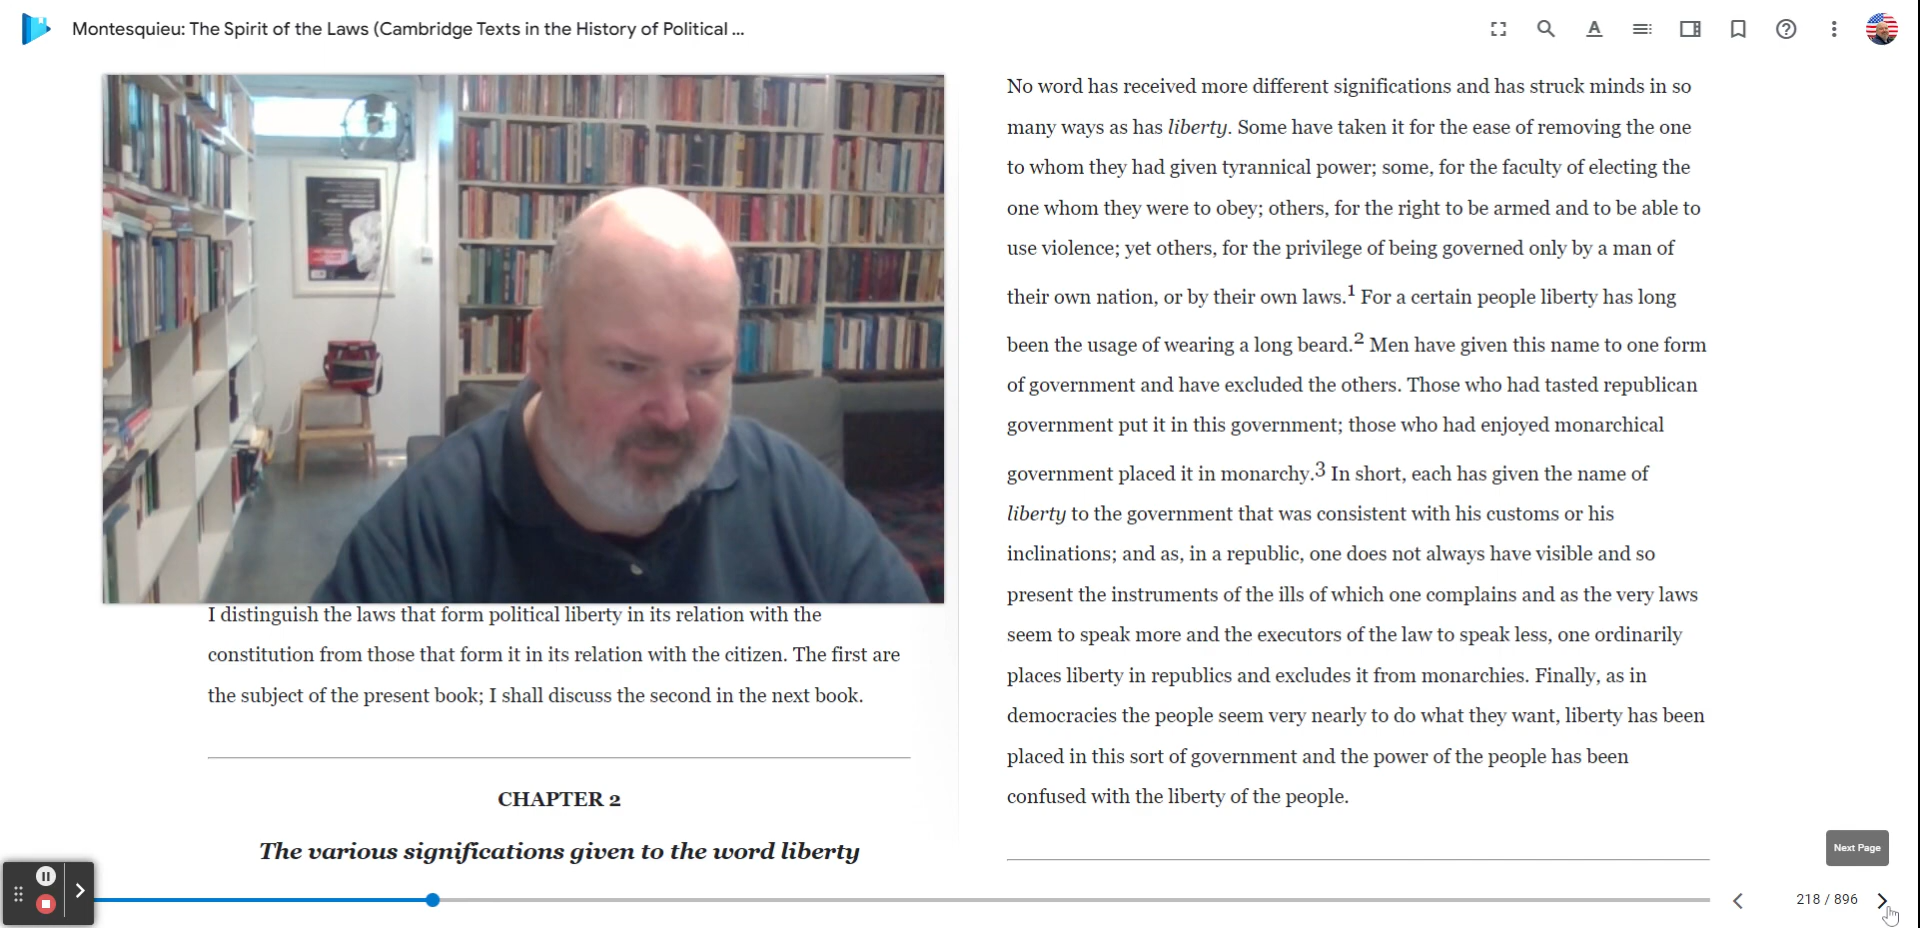 Montesquieu: The Spirit of the Laws (Cambridge Texts in the History of Political ...
I distinguish the laws that form political liberty in its relation with the
constitution from those that form it in its relation with the citizen. The first are
the subject of the present book; I shall discuss the second in the next book.
CHAPTER 2
The various significations given to the word liberty
No word has received more different significations and has struck minds in so
many ways as has liberty. Some have taken it for the ease of removing the one
to whom they had given tyrannical power; some, for the faculty of electing the
one whom they were to obey; others, for the right to be armed and to be able to
use violence; yet others, for the privilege of being governed only by a man of
their own nation, or by their own laws.1 For a certain people liberty has long
been the usage of wearing a long beard.2 Men have given this name to one form
of government and have excluded the others. Those who had tasted republican
government put it in this government; those who had enjoyed monarchical
government placed it in monarchy.3 In short, each has given the name of
liberty to the government that was consistent with his customs or his
inclinations; and as, in a republic, one does not always have visible and so
present the instruments of the ills of which one complains and as the very laws
seem to speak more and the executors of the law to speak less, one ordinarily
places liberty in republics and excludes it from monarchies. Finally, as in
democracies the people seem very nearly to do what they want, liberty has been
placed in this sort of government and the power of the people has been
confused with the liberty of the people.
Next Page
218 / 896